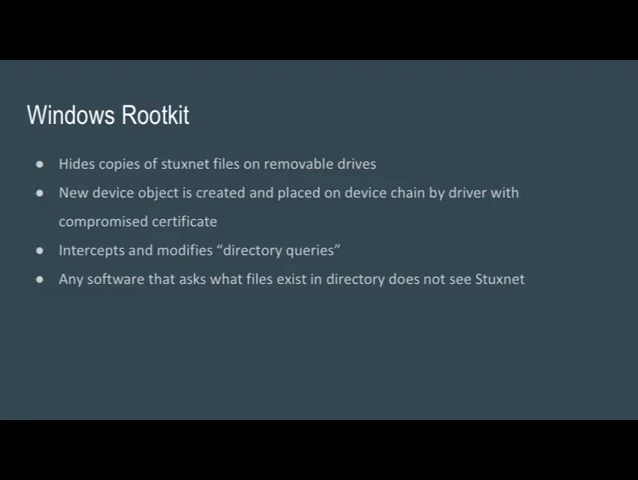 Windows Rootkit
● Hides copies of stuxnet files on removable drives
● New device object is created and placed on device chain by driver with
compromised certificate
● Intercepts and modifies “directory queries”
● Any software that asks what files exist in directory does not see Stuxnet